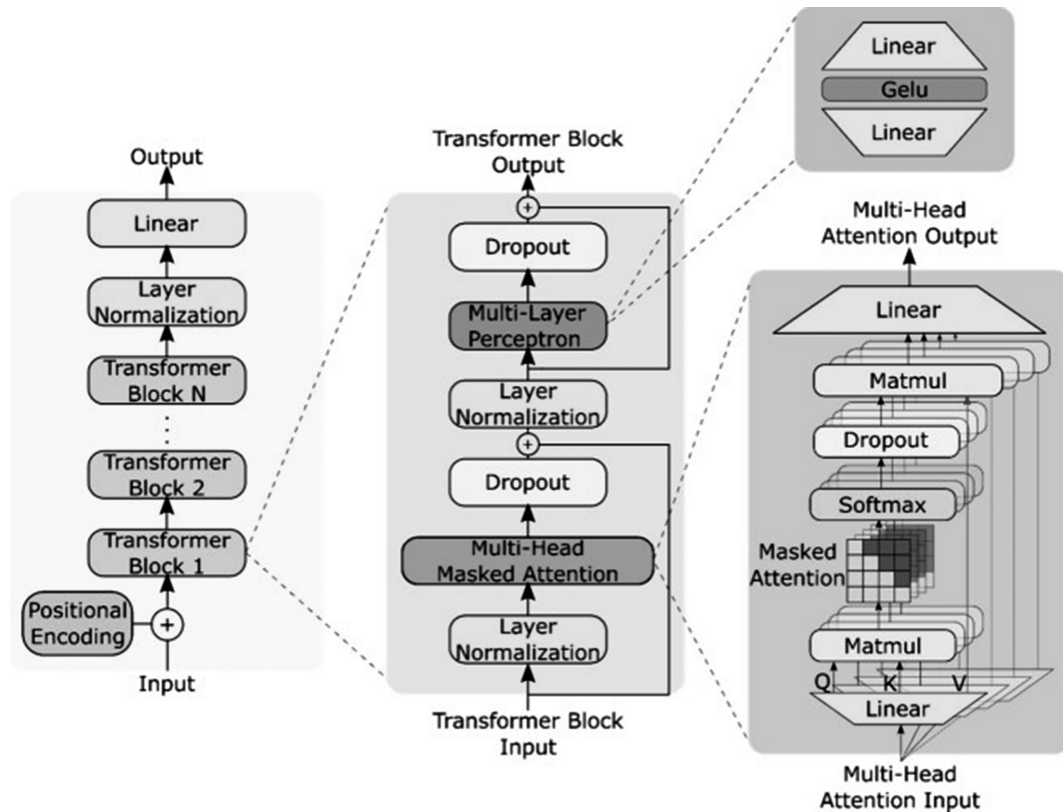 Output
Linear
Layer
Normalization
Transformer
Block N
Transformer
Block 2
Transformer
Block 1
Positional
Encoding
+
Input
Transformer Block
Output
+
Dropout
Multi-Layer
Perceptron
Layer
Normalization
+
Dropout
Multi-Head
Masked Attention
Layer
Normalization
Transformer Block
Input
Linear
Gelu
Linear
Multi-Head
Attention Output
Linear
Matmul
Dropout
Softmax
Masked
Attention
Matmul
Q K V
Linear
Multi-Head
Attention Input